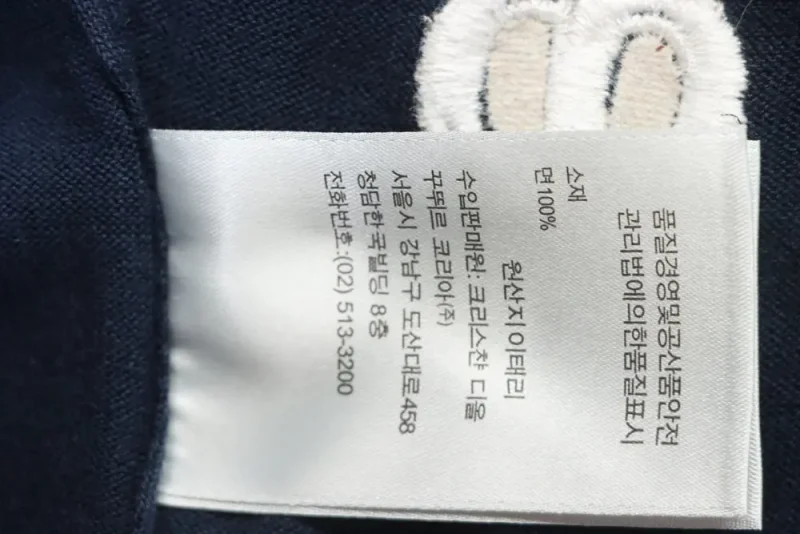 품질경영및공산품안전
관리법에의한품질표시
소재
면100%
원산지이태리
수입판매원: 크리스챤 디올
꾸뛰르 코리아(주)
서울시 강남구 도산대로458
청담한국빌딩 8층
전화번호:(02) 513-3200